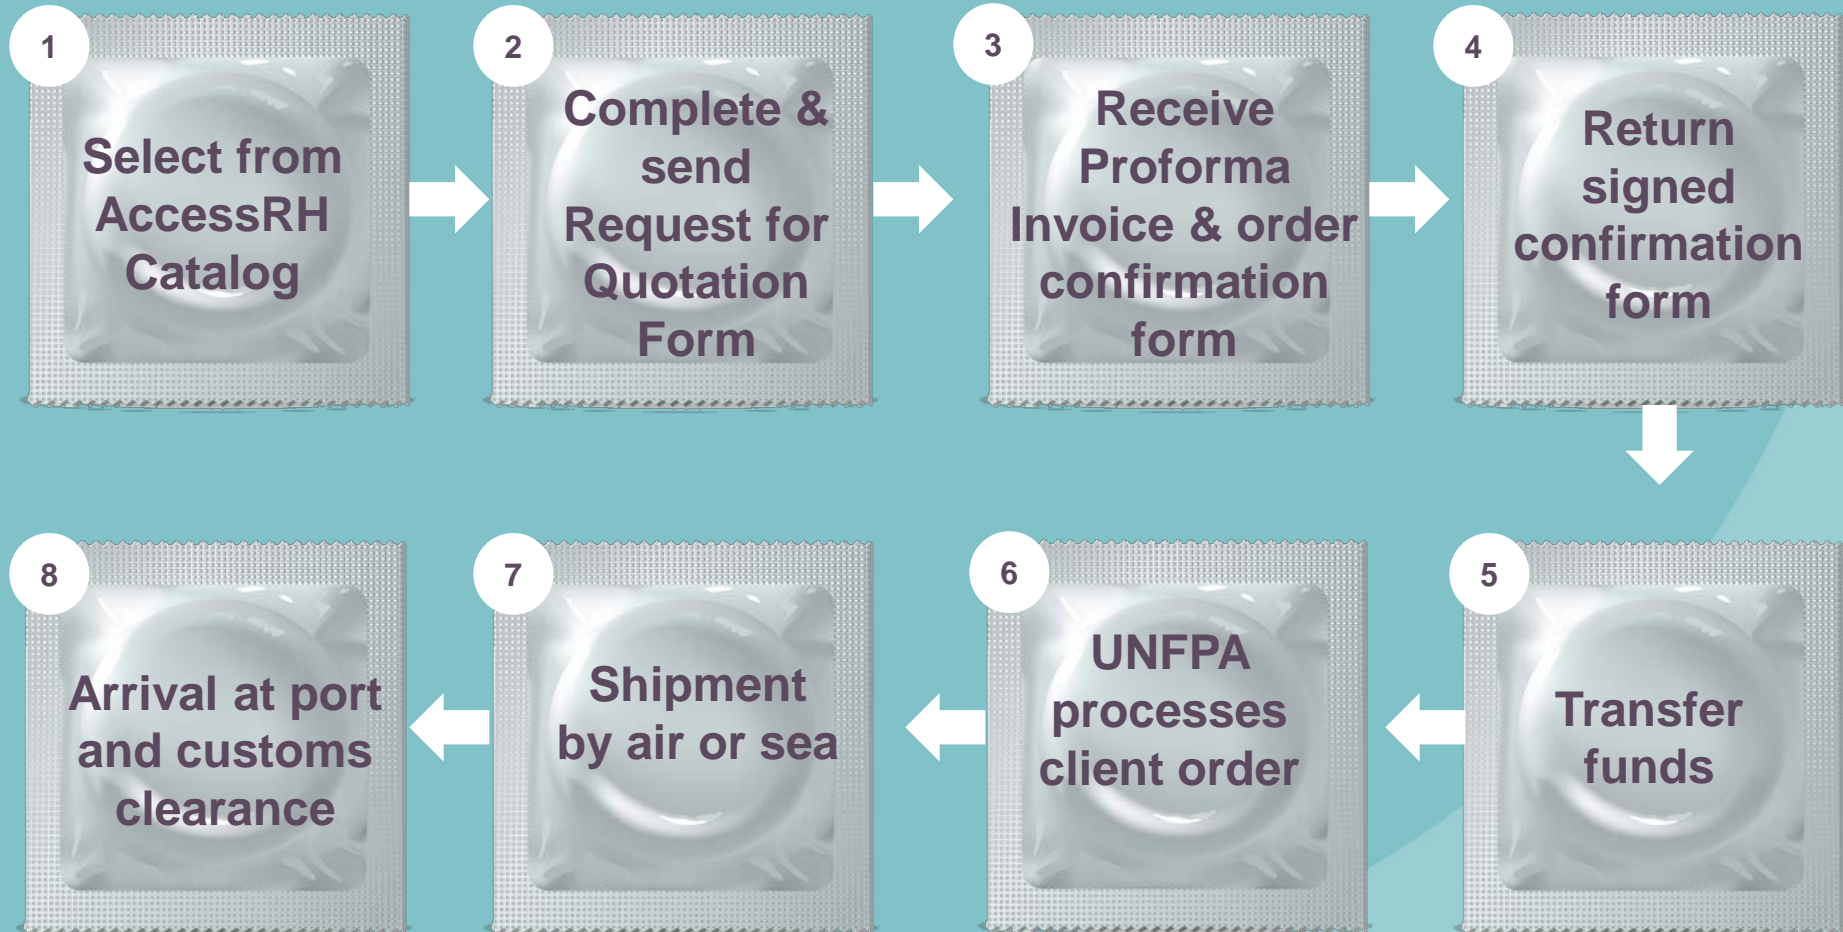 1
Select from
AccessRH
Catalog
2
Complete &
send
Request for
Quotation
Form
3
Receive
Proforma
Invoice & order
confirmation
form
4
Return
signed
confirmation
form
5
Transfer
funds
6
UNFPA
processes
client order
7
Shipment
by air or sea
8
Arrival at port
and customs
clearance